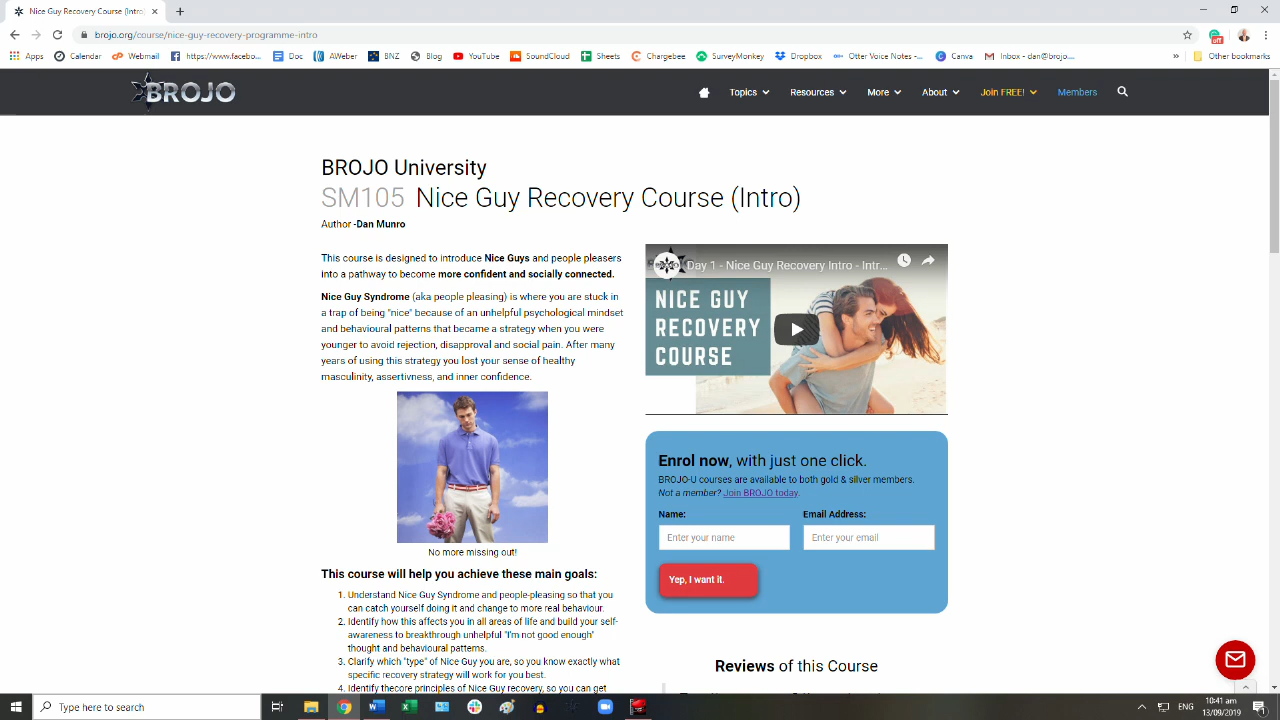 Nice Guy Recovery Course (Intro)
brojo.org/course/nice-guy-recovery-programme-intro
Apps Calendar Webmail https://www.facebo... Doc AWeber BNZ Blog YouTube SoundCloud Sheets Chargebee SurveyMonkey Dropbox Otter Voice Notes -... Canva Inbox - dan@brojo.... » Other bookmarks
off
BROJO
Topics Resources More About Join FREE! Members
BROJO University
SM105 Nice Guy Recovery Course (Intro)
Author -Dan Munro
This course is designed to introduce Nice Guys and people pleasers
into a pathway to become more confident and socially connected.
Nice Guy Syndrome (aka people pleasing) is where you are stuck in
a trap of being "nice" because of an unhelpful psychological mindset
and behavioural patterns that became a strategy when you were
younger to avoid rejection, disapproval and social pain. After many
years of using this strategy you lost your sense of healthy
masculinity, assertivness, and inner confidence.
No more missing out!
This course will help you achieve these main goals:
1. Understand Nice Guy Syndrome and people-pleasing so that you
can catch yourself doing it and change to more real behaviour.
2. Identify how this affects you in all areas of life and build your self-
awareness to breakthrough unhelpful "I'm not good enough"
thought and behavioural patterns.
3. Clarify which "type" of Nice Guy you are, so you know exactly what
specific recovery strategy will work for you best.
4. Identify thecore principles of Nice Guy recovery, so you can get
Day 1 - Nice Guy Recovery Intro - Intr...
NICE GUY
RECOVERY
COURSE
Enrol now, with just one click.
BROJO-U courses are available to both gold & silver members.
Not a member? Join BROJO today.
Name: Email Address:
Enter your name Enter your email
Yep, I want it.
Reviews of this Course
Type here to search
ENG
10:41 am
13/09/2019
1